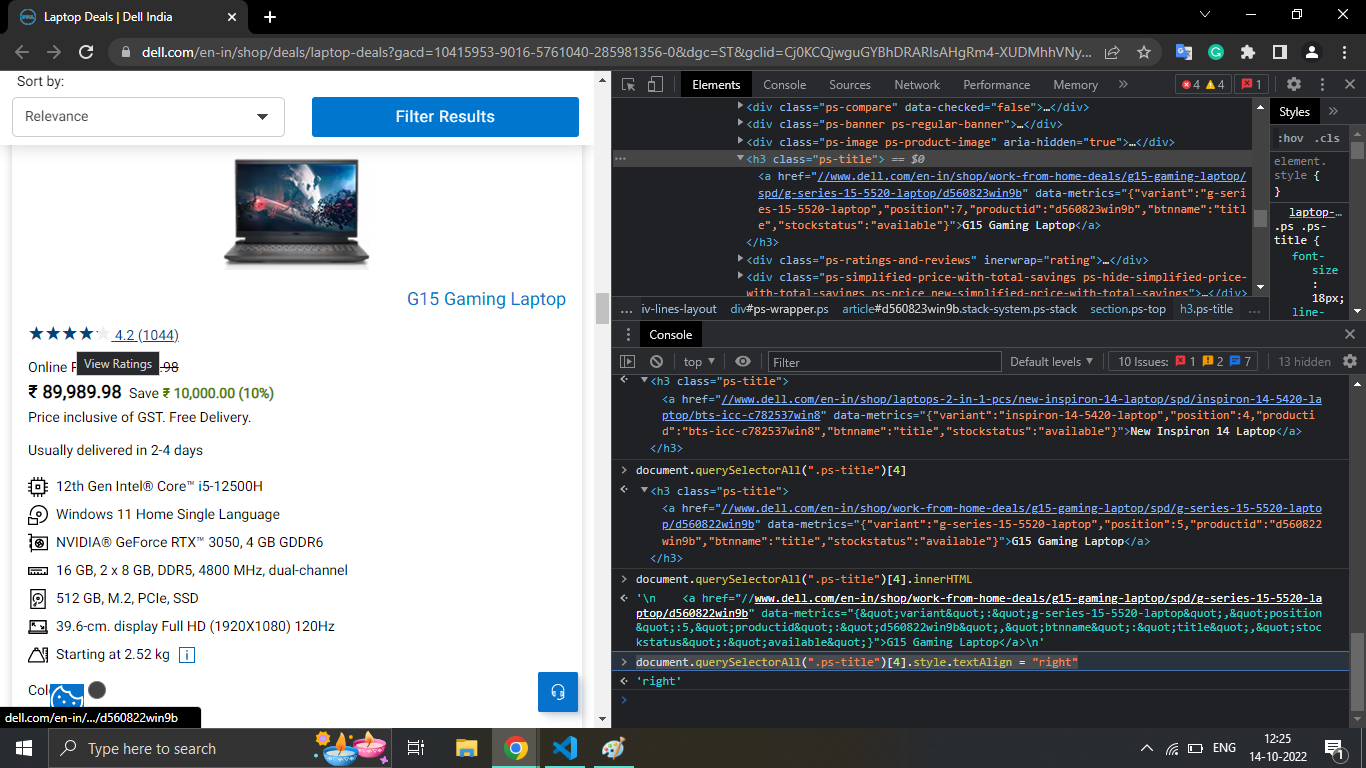 Laptop Deals | Dell India
dell.com/en-in/shop/deals/laptop-deals?gacd=10415953-9016-5761040-285981356-0&dgc=ST&gclid=Cj0KCQjwguGYBhDRARIsAHgRm4-XUDMhhVNy...
Sort by:
Relevance
Filter Results
G15 Gaming Laptop
4.2 (1044)
Online P
.98
View Ratings
₹ 89,989.98 Save ₹ 10,000.00 (10%)
Price inclusive of GST. Free Delivery.
Usually delivered in 2-4 days
12th Gen Intel® Core™ i5-12500H
Windows 11 Home Single Language
NVIDIA® GeForce RTX™ 3050, 4 GB GDDR6
16 GB, 2 x 8 GB, DDR5, 4800 MHz, dual-channel
512 GB, M.2, PCIe, SSD
39.6-cm. display Full HD (1920X1080) 120Hz
Starting at 2.52 kg i
Col
dell.com/en-in/.../d560822win9b
Elements Console Sources Network Performance Memory » 4 4 1
<div class="ps-compare" data-checked="false">…</div>
<div class="ps-banner ps-regular-banner">…</div>
<div class="ps-image ps-product-image" aria-hidden="true">…</div>
<h3 class="ps-title"> == $0
<a href="//www.dell.com/en-in/shop/work-from-home-deals/g15-gaming-laptop/
spd/g-series-15-5520-laptop/d560823win9b" data-metrics="{"variant":"g-seri
es-15-5520-laptop","position":7,"productid":"d560823win9b","btnname":"titl
e","stockstatus":"available"}">G15 Gaming Laptop</a>
</h3>
<div class="ps-ratings-and-reviews" inerwrap="rating">…</div>
<div class="ps-simplified-price-with-total-savings ps-hide-simplified-price-
with-total-savings ps-price new-simplified-price-with-total-savings">…</div>
... iv-lines-layout div#ps-wrapper.ps article#d560823win9b.stack-system.ps-stack section.ps-top h3.ps-title ...
Styles »
:hov .cls
element.
style {
}
laptop-…
.ps .ps-
title {
font-
size
:
18px;
line-
Console
top Filter Default levels 10 Issues: 1 2 7 13 hidden
<h3 class="ps-title">
<a href="//www.dell.com/en-in/shop/laptops-2-in-1-pcs/new-inspiron-14-laptop/spd/inspiron-14-5420-la
ptop/bts-icc-c782537win8" data-metrics="{"variant":"inspiron-14-5420-laptop","position":4,"producti
d":"bts-icc-c782537win8","btnname":"title","stockstatus":"available"}">New Inspiron 14 Laptop</a>
</h3>
document.querySelectorAll(".ps-title")[4]
<h3 class="ps-title">
<a href="//www.dell.com/en-in/shop/work-from-home-deals/g15-gaming-laptop/spd/g-series-15-5520-lapto
p/d560822win9b" data-metrics="{"variant":"g-series-15-5520-laptop","position":5,"productid":"d560822
win9b","btnname":"title","stockstatus":"available"}">G15 Gaming Laptop</a>
</h3>
document.querySelectorAll(".ps-title")[4].innerHTML
'\n    <a href="//www.dell.com/en-in/shop/work-from-home-deals/g15-gaming-laptop/spd/g-series-15-5520-la
ptop/d560822win9b" data-metrics="{&quot;variant&quot;:&quot;g-series-15-5520-laptop&quot;,&quot;position
&quot;:5,&quot;productid&quot;:&quot;d560822win9b&quot;,&quot;btnname&quot;:&quot;title&quot;,&quot;stoc
kstatus&quot;:&quot;available&quot;}">G15 Gaming Laptop</a>\n'
document.querySelectorAll(".ps-title")[4].style.textAlign = "right"
'right'
Type here to search
ENG
12:25
14-10-2022
1